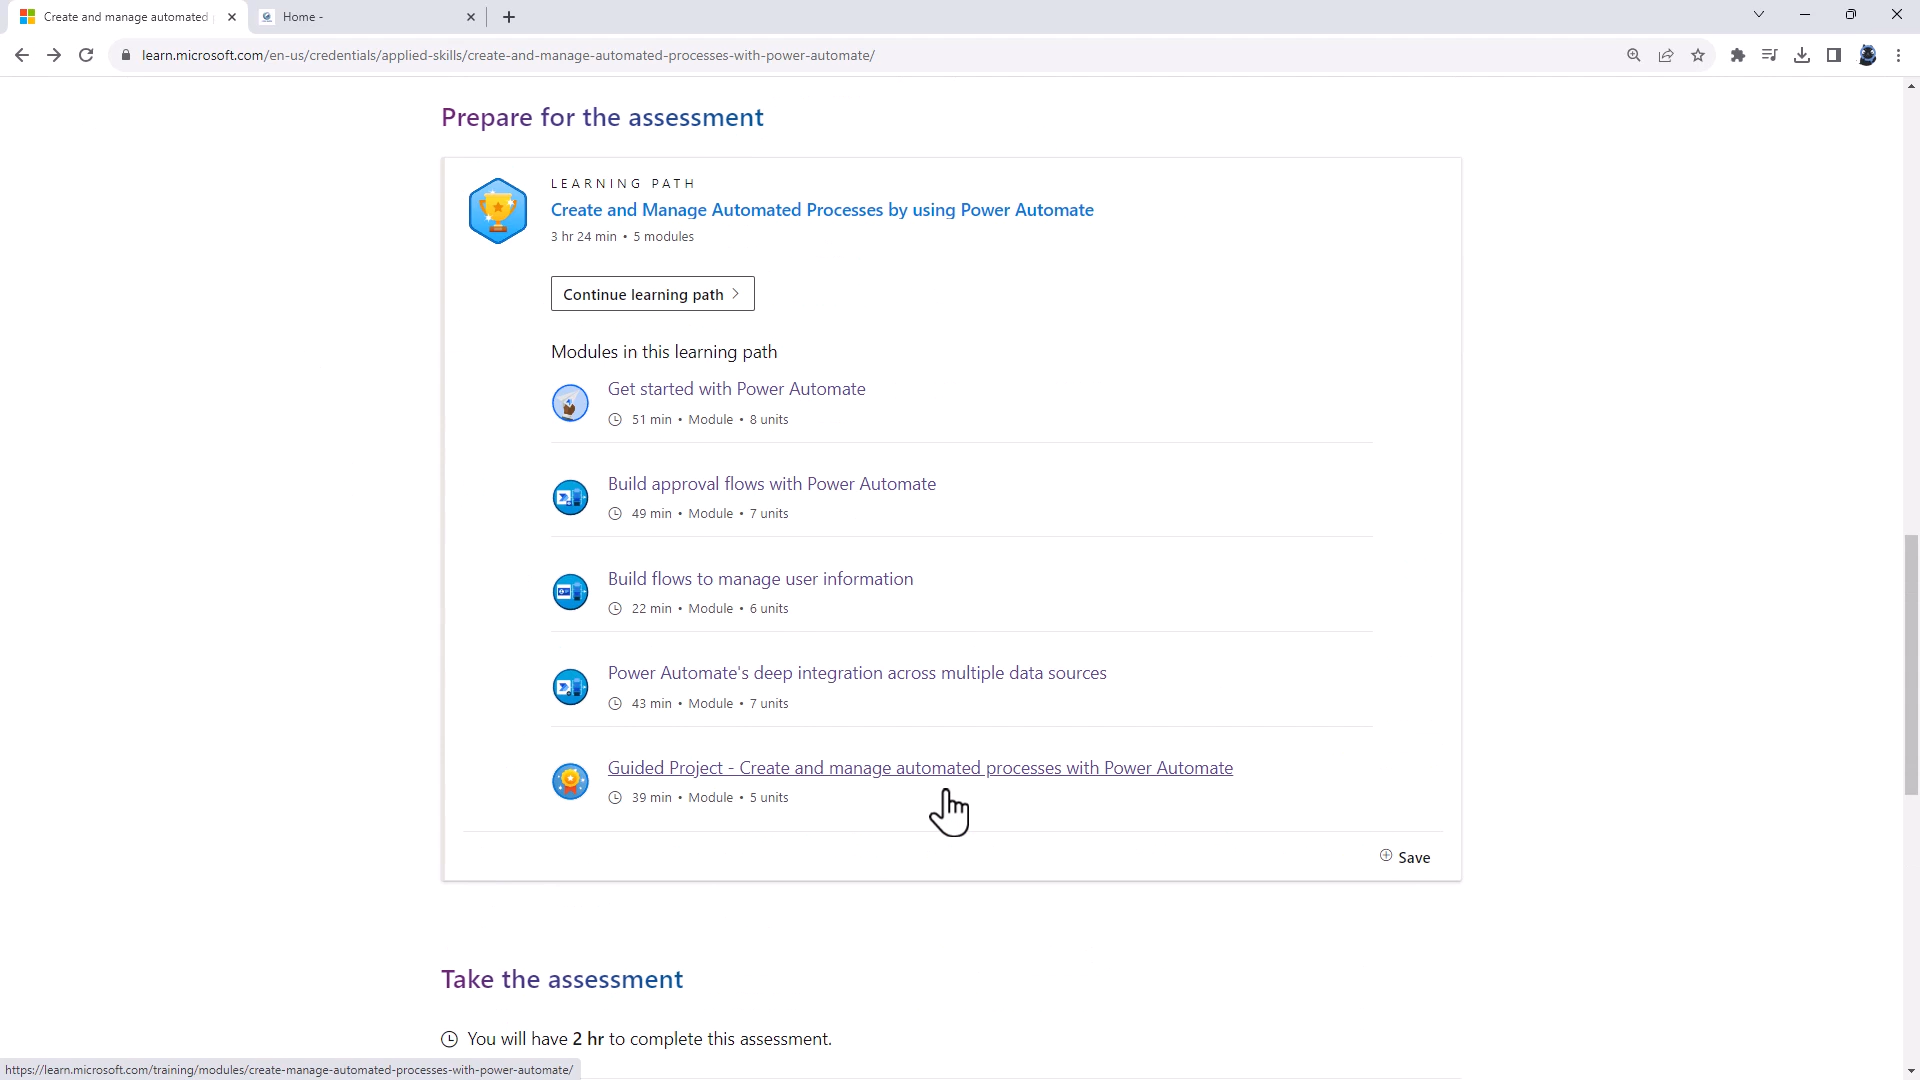 Create and manage automated
Home -
learn.microsoft.com/en-us/credentials/applied-skills/create-and-manage-automated-processes-with-power-automate/
Prepare for the assessment
LEARNING PATH
Create and Manage Automated Processes by using Power Automate
3 hr 24 min • 5 modules
Continue learning path
Modules in this learning path
Get started with Power Automate
51 min • Module • 8 units
Build approval flows with Power Automate
49 min • Module • 7 units
Build flows to manage user information
22 min • Module • 6 units
Power Automate's deep integration across multiple data sources
43 min • Module • 7 units
Guided Project - Create and manage automated processes with Power Automate
39 min • Module • 5 units
Save
Take the assessment
You will have 2 hr to complete this assessment.
https://learn.microsoft.com/training/modules/create-manage-automated-processes-with-power-automate/